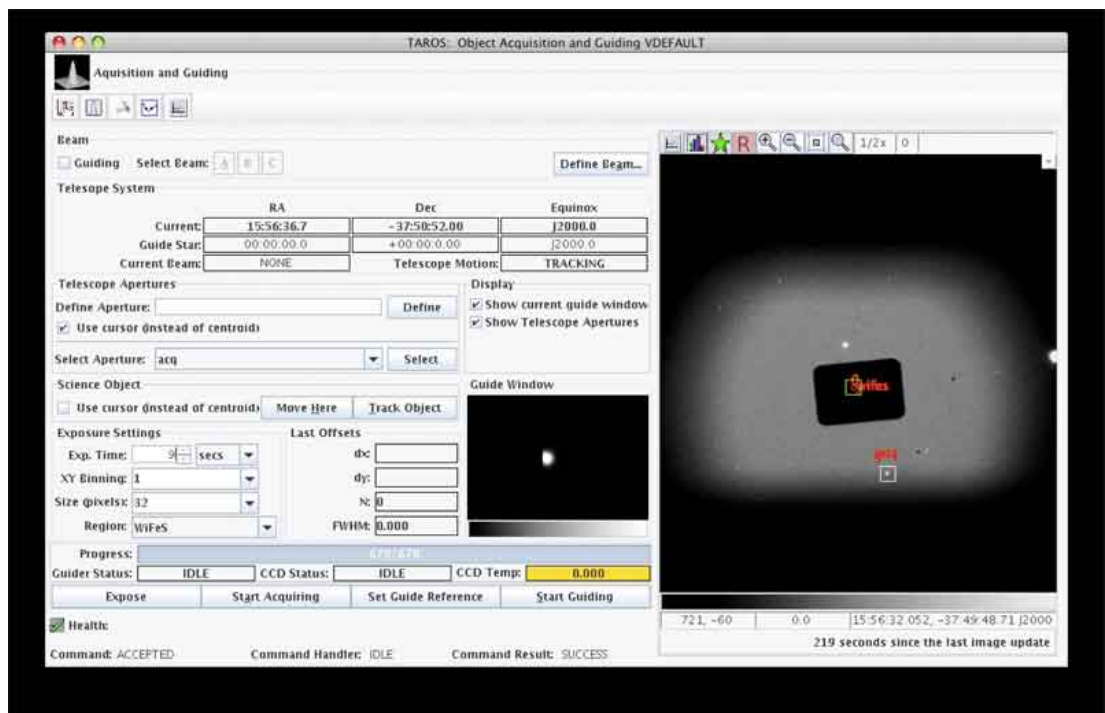 TAROS: Object Acquisition and Guiding VDEFAULT
Aquisition and Guiding
Beam
Guiding Select Beam: A B C Define Beam...
Telesope System
RA Dec Equinox
Current: 15:56:36.7 -37:50:52.00 J2000.0
Guide Star: 00:00:00.0 +00:00:0.00 J2000.0
Current Beam: NONE Telescope Motion: TRACKING
Telescope Apertures
Define Aperture: Define
Use cursor (instead of centroid)
Select Aperture: acq Select
Display
Show current guide window
Show Telescope Apertures
Science Object
Use cursor (instead of centroid) Move Here Track Object
Exposure Settings
Exp. Time: 9 secs
XY Binning: 1
Size (pixels): 32
Region: WiFeS
Last Offsets
dx:
dy:
N: 0
FWHM: 0.000
Guide Window
Progress:
Guider Status: IDLE CCD Status: IDLE CCD Temp: 0.000
Expose Start Acquiring Set Guide Reference Start Guiding
Health:
Command: ACCEPTED Command Handler: IDLE Command Result: SUCCESS
R 1/2x 0
wifes
721, -60 0.0 15:56:32.052, -37:49:48.71 J2000
219 seconds since the last image update